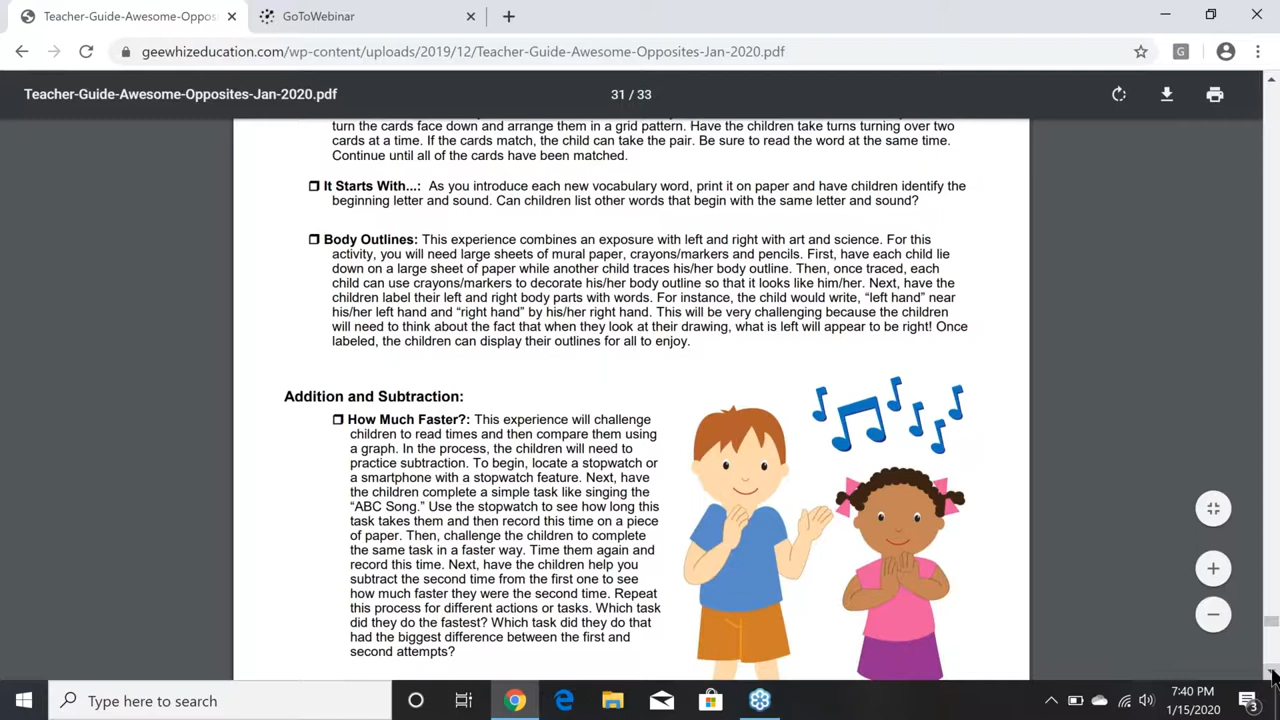 Teacher-Guide-Awesome-Oppos
GoToWebinar
geewhizeducation.com/wp-content/uploads/2019/12/Teacher-Guide-Awesome-Opposites-Jan-2020.pdf
G
Teacher-Guide-Awesome-Opposites-Jan-2020.pdf
31 / 33
turn the cards face down and arrange them in a grid pattern. Have the children take turns turning over two
cards at a time. If the cards match, the child can take the pair. Be sure to read the word at the same time.
Continue until all of the cards have been matched.
It Starts With...: As you introduce each new vocabulary word, print it on paper and have children identify the
beginning letter and sound. Can children list other words that begin with the same letter and sound?
Body Outlines: This experience combines an exposure with left and right with art and science. For this
activity, you will need large sheets of mural paper, crayons/markers and pencils. First, have each child lie
down on a large sheet of paper while another child traces his/her body outline. Then, once traced, each
child can use crayons/markers to decorate his/her body outline so that it looks like him/her. Next, have the
children label their left and right body parts with words. For instance, the child would write, “left hand” near
his/her left hand and “right hand” by his/her right hand. This will be very challenging because the children
will need to think about the fact that when they look at their drawing, what is left will appear to be right! Once
labeled, the children can display their outlines for all to enjoy.
Addition and Subtraction:
How Much Faster?: This experience will challenge
children to read times and then compare them using
a graph. In the process, the children will need to
practice subtraction. To begin, locate a stopwatch or
a smartphone with a stopwatch feature. Next, have
the children complete a simple task like singing the
“ABC Song.” Use the stopwatch to see how long this
task takes them and then record this time on a piece
of paper. Then, challenge the children to complete
the same task in a faster way. Time them again and
record this time. Next, have the children help you
subtract the second time from the first one to see
how much faster they were the second time. Repeat
this process for different actions or tasks. Which task
did they do the fastest? Which task did they do that
had the biggest difference between the first and
second attempts?
Type here to search
7:40 PM
1/15/2020
3